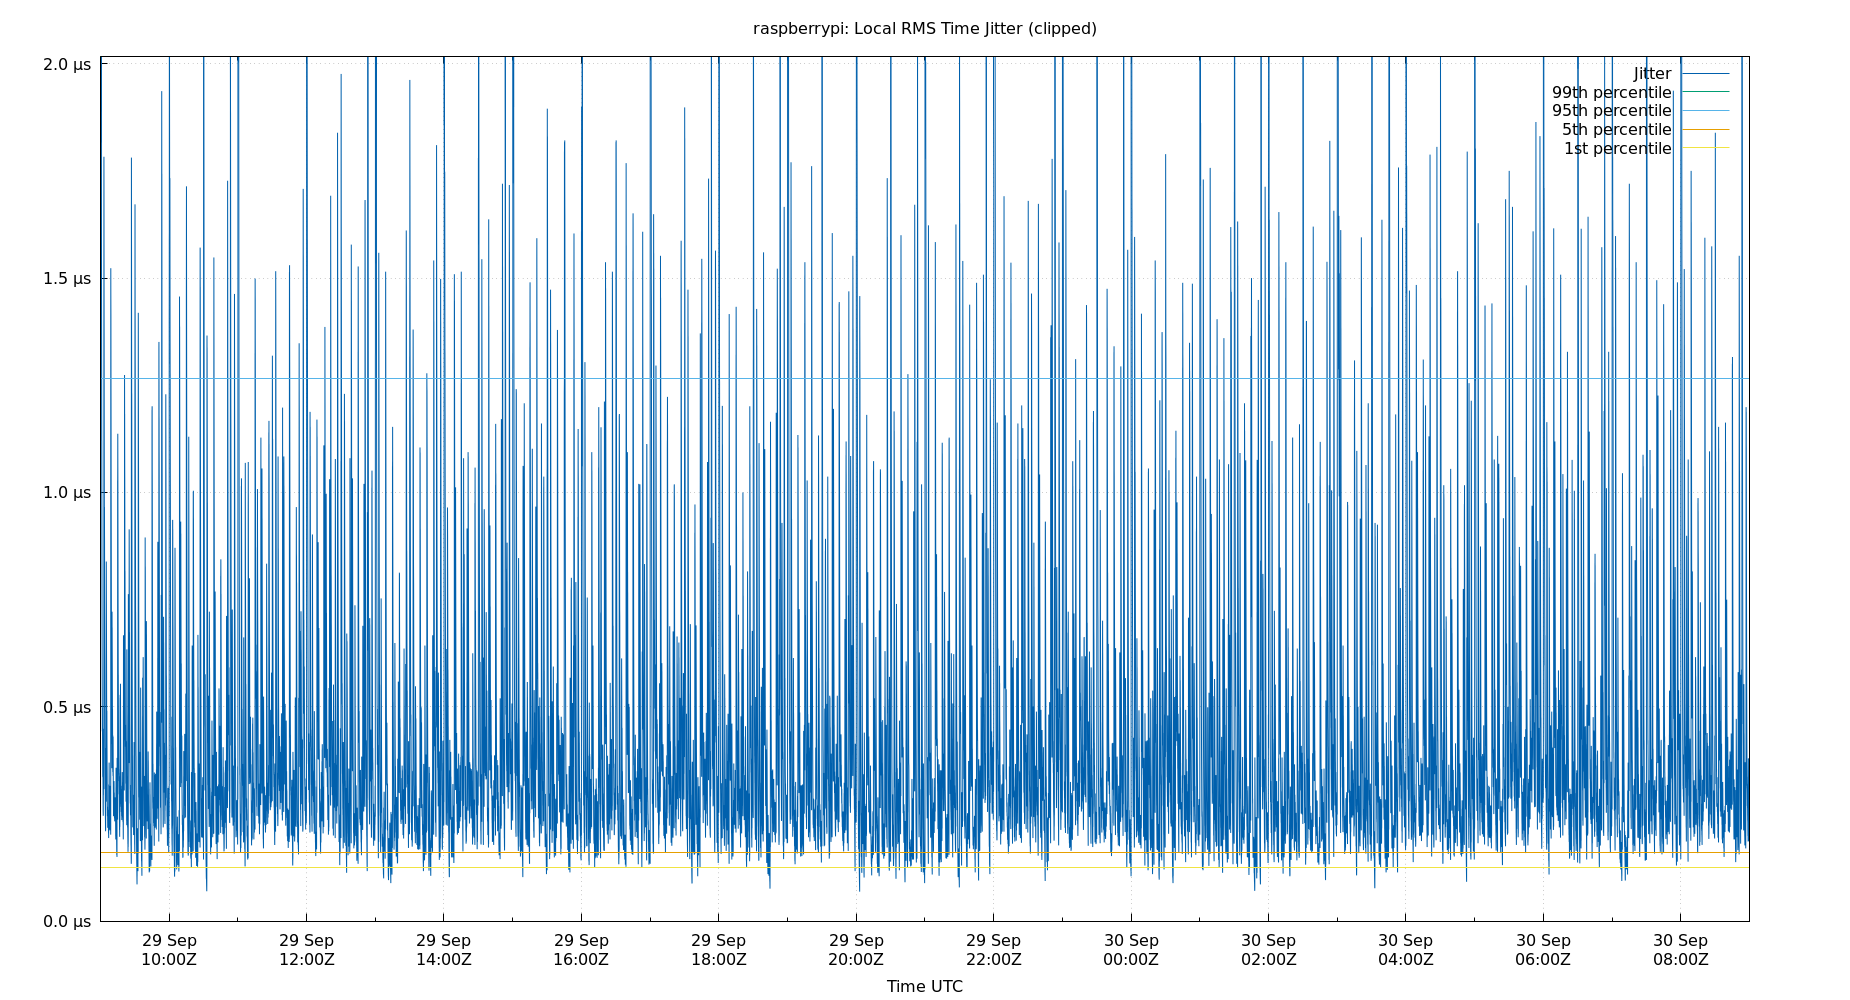 raspberrypi: Local RMS Time Jitter (clipped)
2.0 µs
1.5 µs
1.0 µs
0.5 µs
0.0 µs
Jitter
99th percentile
95th percentile
5th percentile
1st percentile
29 Sep 29 Sep 29 Sep 29 Sep 29 Sep 29 Sep 29 Sep 30 Sep 30 Sep 30 Sep 30 Sep 30 Sep
10:00Z 12:00Z 14:00Z 16:00Z 18:00Z 20:00Z 22:00Z 00:00Z 02:00Z 04:00Z 06:00Z 08:00Z
Time UTC